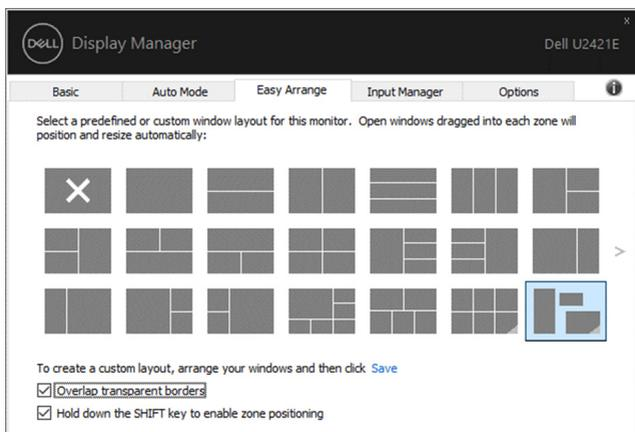 x
DELL Display Manager Dell U2421E
Basic Auto Mode Easy Arrange Input Manager Options i
Select a predefined or custom window layout for this monitor. Open windows dragged into each zone will
position and resize automatically:
>
To create a custom layout, arrange your windows and then click Save
Overlap transparent borders
Hold down the SHIFT key to enable zone positioning